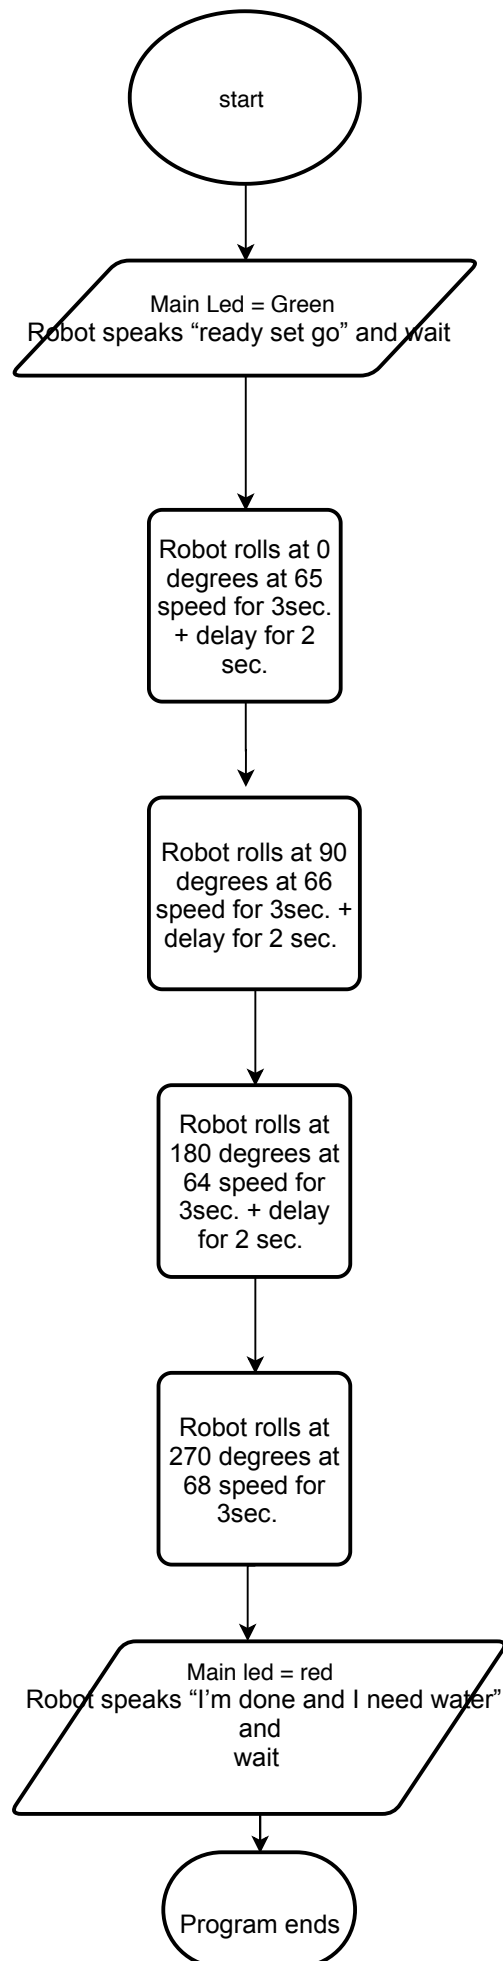 start
Main Led = Green
Robot speaks “ready set go” and wait
Robot rolls at 0
degrees at 65
speed for 3sec.
+ delay for 2
sec.
Robot rolls at 90
degrees at 66
speed for 3sec. +
delay for 2 sec.
Robot rolls at
180 degrees at
64 speed for
3sec. + delay
for 2 sec.
Robot rolls at
270 degrees at
68 speed for
3sec.
Main led = red
Robot speaks “I’m done and I need water”
and
wait
Program ends